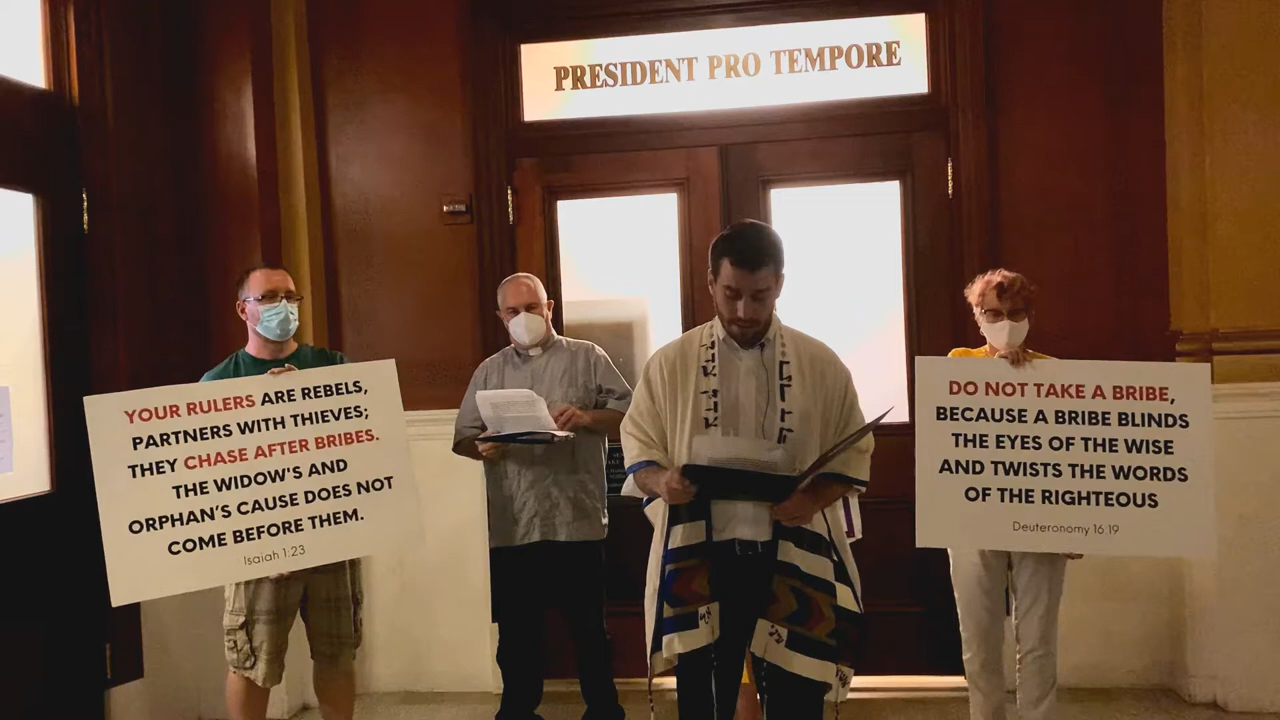 PRESIDENT PRO TEMPORE
YOUR RULERS ARE REBELS,
PARTNERS WITH THIEVES;
THEY CHASE AFTER BRIBES.
THE WIDOW'S AND
ORPHAN'S CAUSE DOES NOT
COME BEFORE THEM.
Isaiah 1:23
DO NOT TAKE A BRIBE,
BECAUSE A BRIBE BLINDS
THE EYES OF THE WISE
AND TWISTS THE WORDS
OF THE RIGHTEOUS
Deuteronomy 16:19